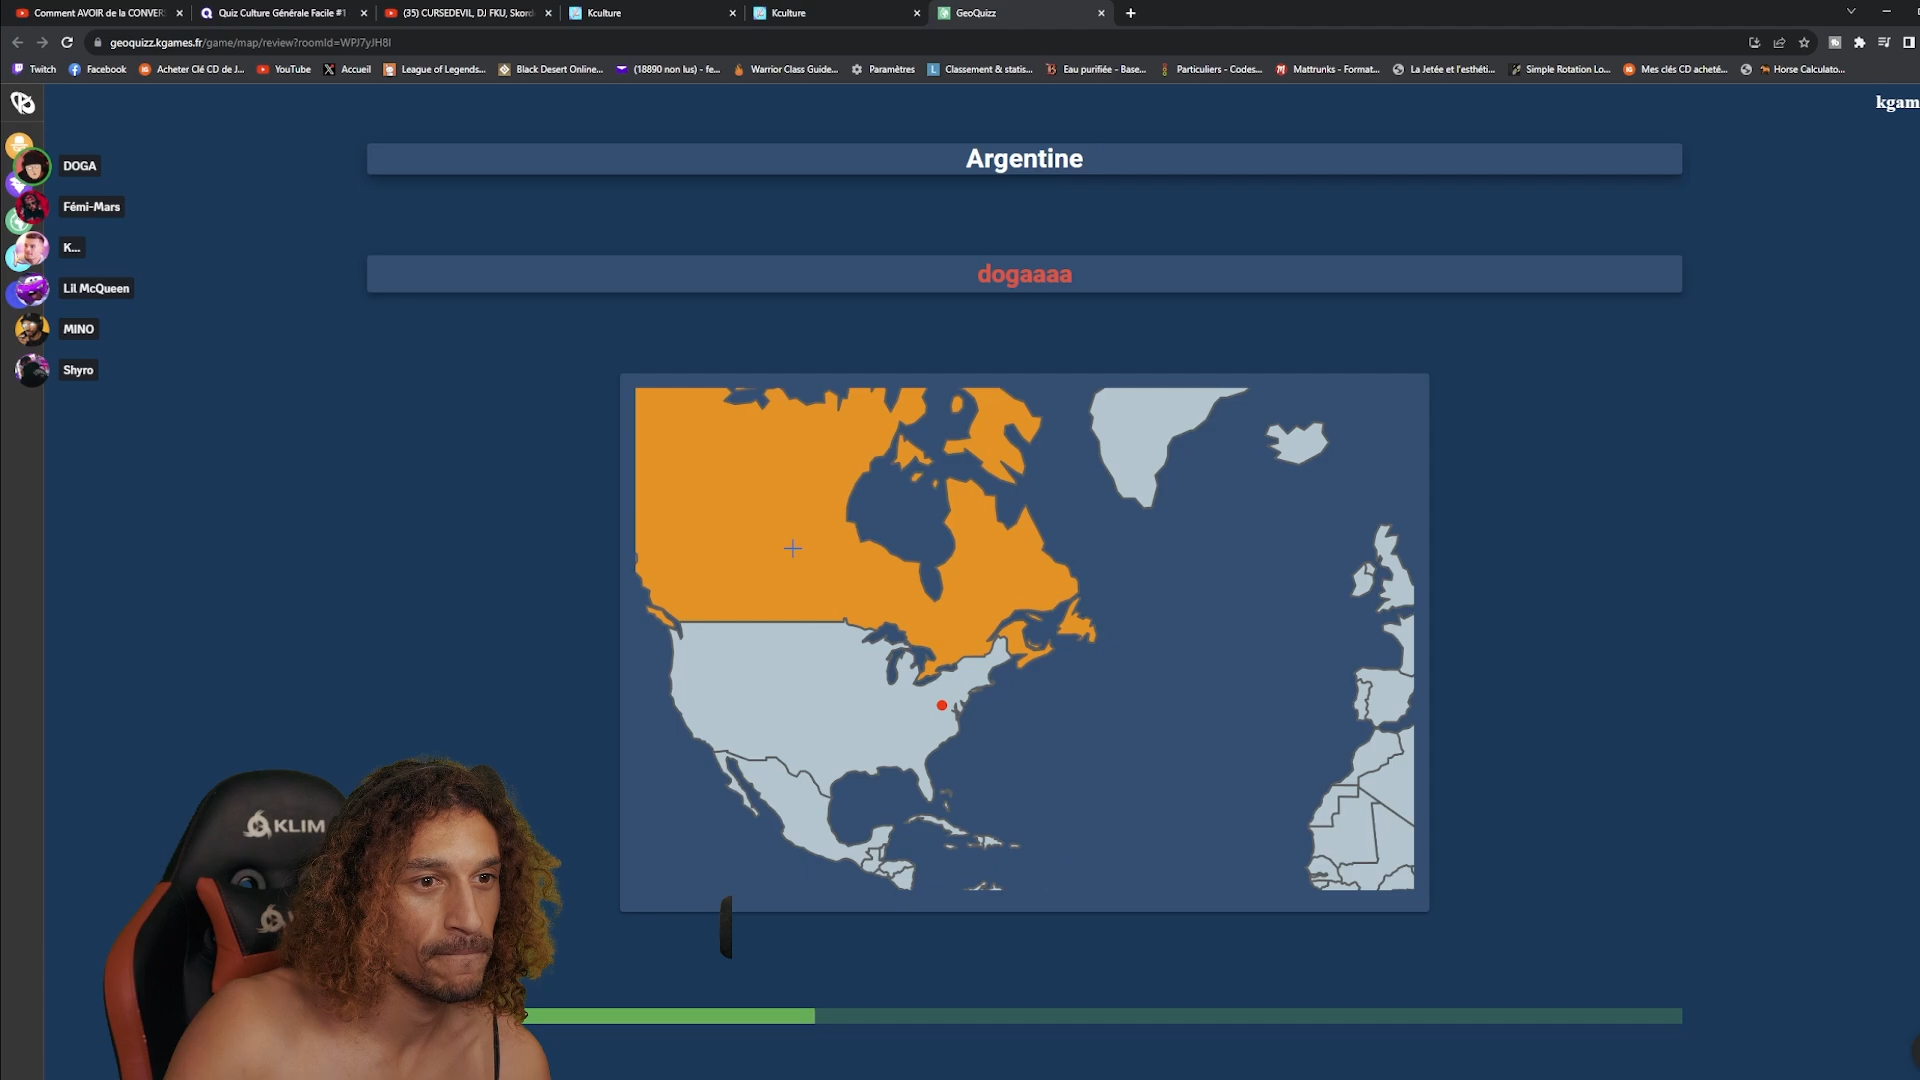 Comment AVOIR de la CONVER
Quiz Culture Générale Facile #1
(35) CURSEDEVIL, DJ FKU, Skord
Kculture
Kculture
GeoQuizz
geoquizz.kgames.fr/game/map/review?roomId=WPJ7yJH8I
Twitch
Facebook
Acheter Clé CD de J...
YouTube
Accueil
League of Legends...
Black Desert Online...
(18890 non lus) - fe...
Warrior Class Guide...
Paramètres
Classement & statis...
Eau purifiée - Base...
Particuliers - Codes...
Mattrunks - Format...
La Jetée et l'esthéti...
Simple Rotation Lo...
Mes clés CD acheté...
Horse Calculato...
kgam
Argentine
DOGA
Fémi-Mars
K...
dogaaaa
Lil McQueen
MINO
Shyro
KLIM